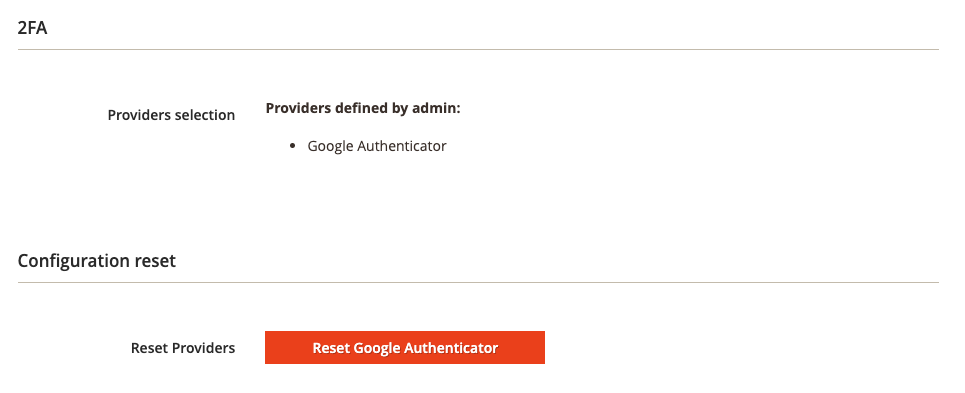 2FA
Providers selection
Providers defined by admin:
Google Authenticator
Configuration reset
Reset Providers
Reset Google Authenticator